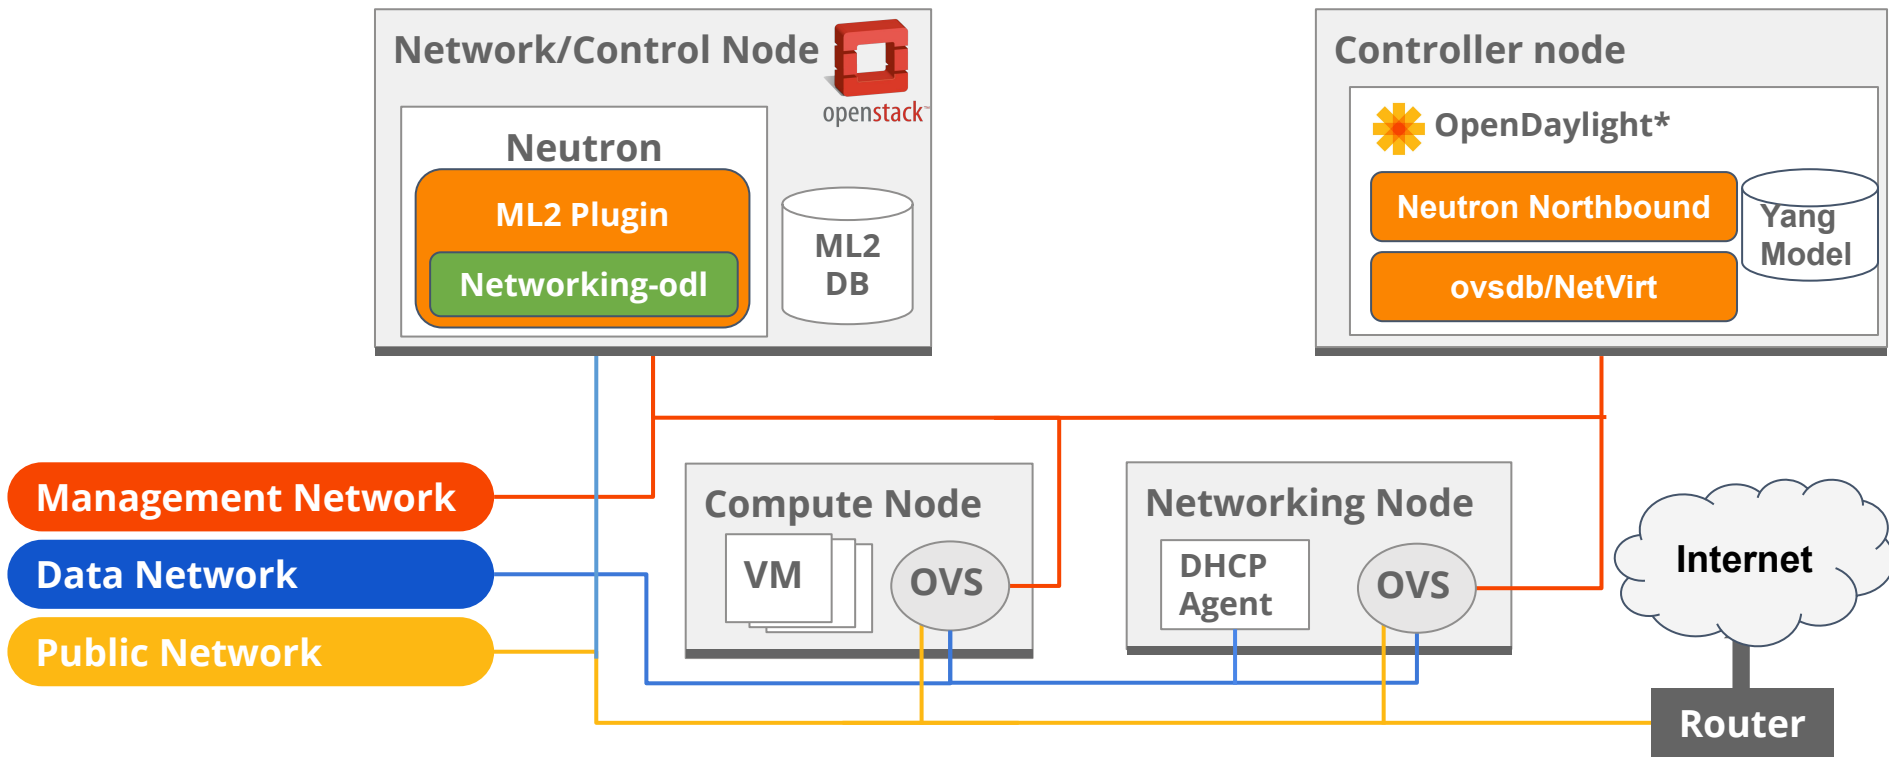 Network/Control Node
openstack™
Neutron
ML2 Plugin
Networking-odl
ML2
DB
Controller node
OpenDaylight*
Neutron Northbound
ovsdb/NetVirt
Yang
Model
Management Network
Data Network
Public Network
Compute Node
VM
OVS
Networking Node
DHCP
Agent
OVS
Internet
Router